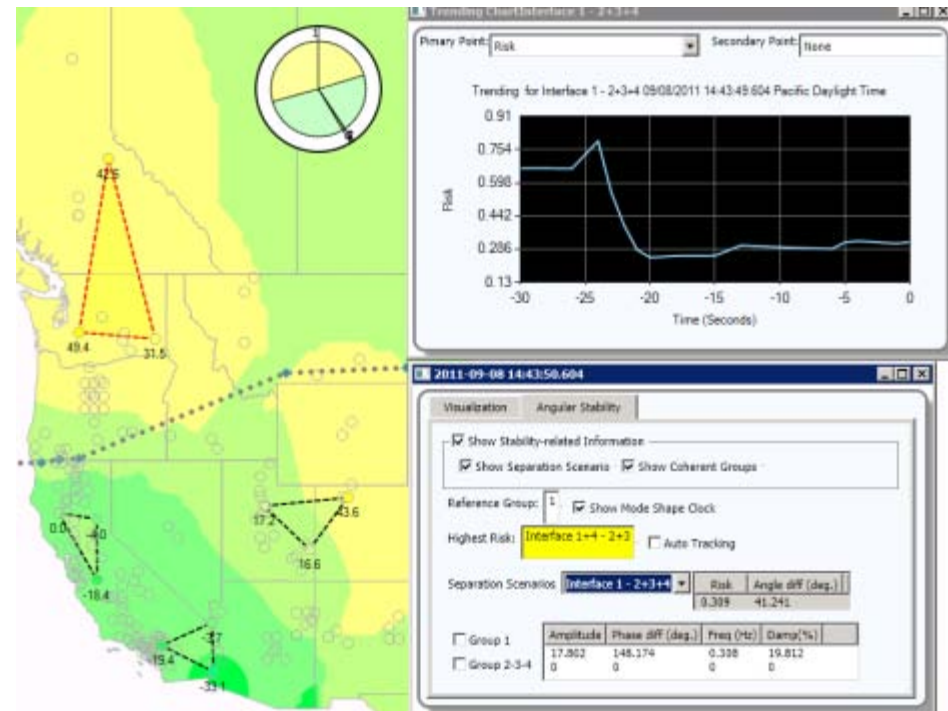 Trending ChartInterface 1 - 2+3+4
Pimary Point: Risk
Secondary Point: None
Trending for Interface 1 - 2+3+4 09/08/2011 14:43:49.604 Pacific Daylight Time
0.91
0.754
0.598
0.442
0.286
0.13
Risk
-30 -25 -20 -15 -10 -5 0
Time (Seconds)
1
42.5
49.4
31.5
0.0
-4.0
-18.4
17.2
43.6
16.6
-3.7
-19.4
-33.1
2011-09-08 14:43:50.604
Visualization Angular Stability
Show Stability-related Information
Show Separation Scenario Show Coherent Groups
Reference Group: 1 Show Mode Shape Clock
Highest Risk: Interface 1+4 - 2+3 Auto Tracking
Separation Scenarios Interface 1 - 2+3+4 Risk Angle diff (deg.)
0.309 41.241
Group 1 Amplitude Phase diff (deg.) Freq (Hz) Damp(%)
17.802 148.174 0.308 19.812
Group 2-3-4 0 0 0 0